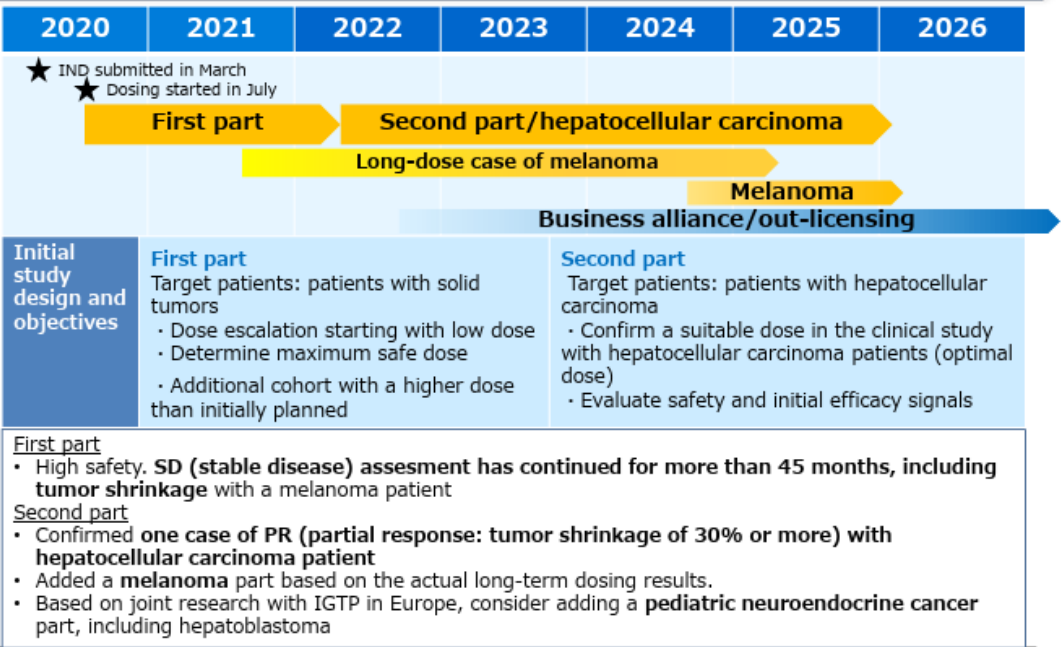 2020 2021 2022 2023 2024 2025 2026
★ IND submitted in March
★ Dosing started in July
First part
Second part/hepatocellular carcinoma
Long-dose case of melanoma
Melanoma
Business alliance/out-licensing
Initial
study
design and
objectives
First part
Target patients: patients with solid
tumors
・Dose escalation starting with low dose
・Determine maximum safe dose
・Additional cohort with a higher dose
than initially planned
Second part
Target patients: patients with hepatocellular
carcinoma
・Confirm a suitable dose in the clinical study
with hepatocellular carcinoma patients (optimal
dose)
・Evaluate safety and initial efficacy signals
First part
• High safety. SD (stable disease) assesment has continued for more than 45 months, including
tumor shrinkage with a melanoma patient
Second part
• Confirmed one case of PR (partial response: tumor shrinkage of 30% or more) with
hepatocellular carcinoma patient
• Added a melanoma part based on the actual long-term dosing results.
• Based on joint research with IGTP in Europe, consider adding a pediatric neuroendocrine cancer
part, including hepatoblastoma